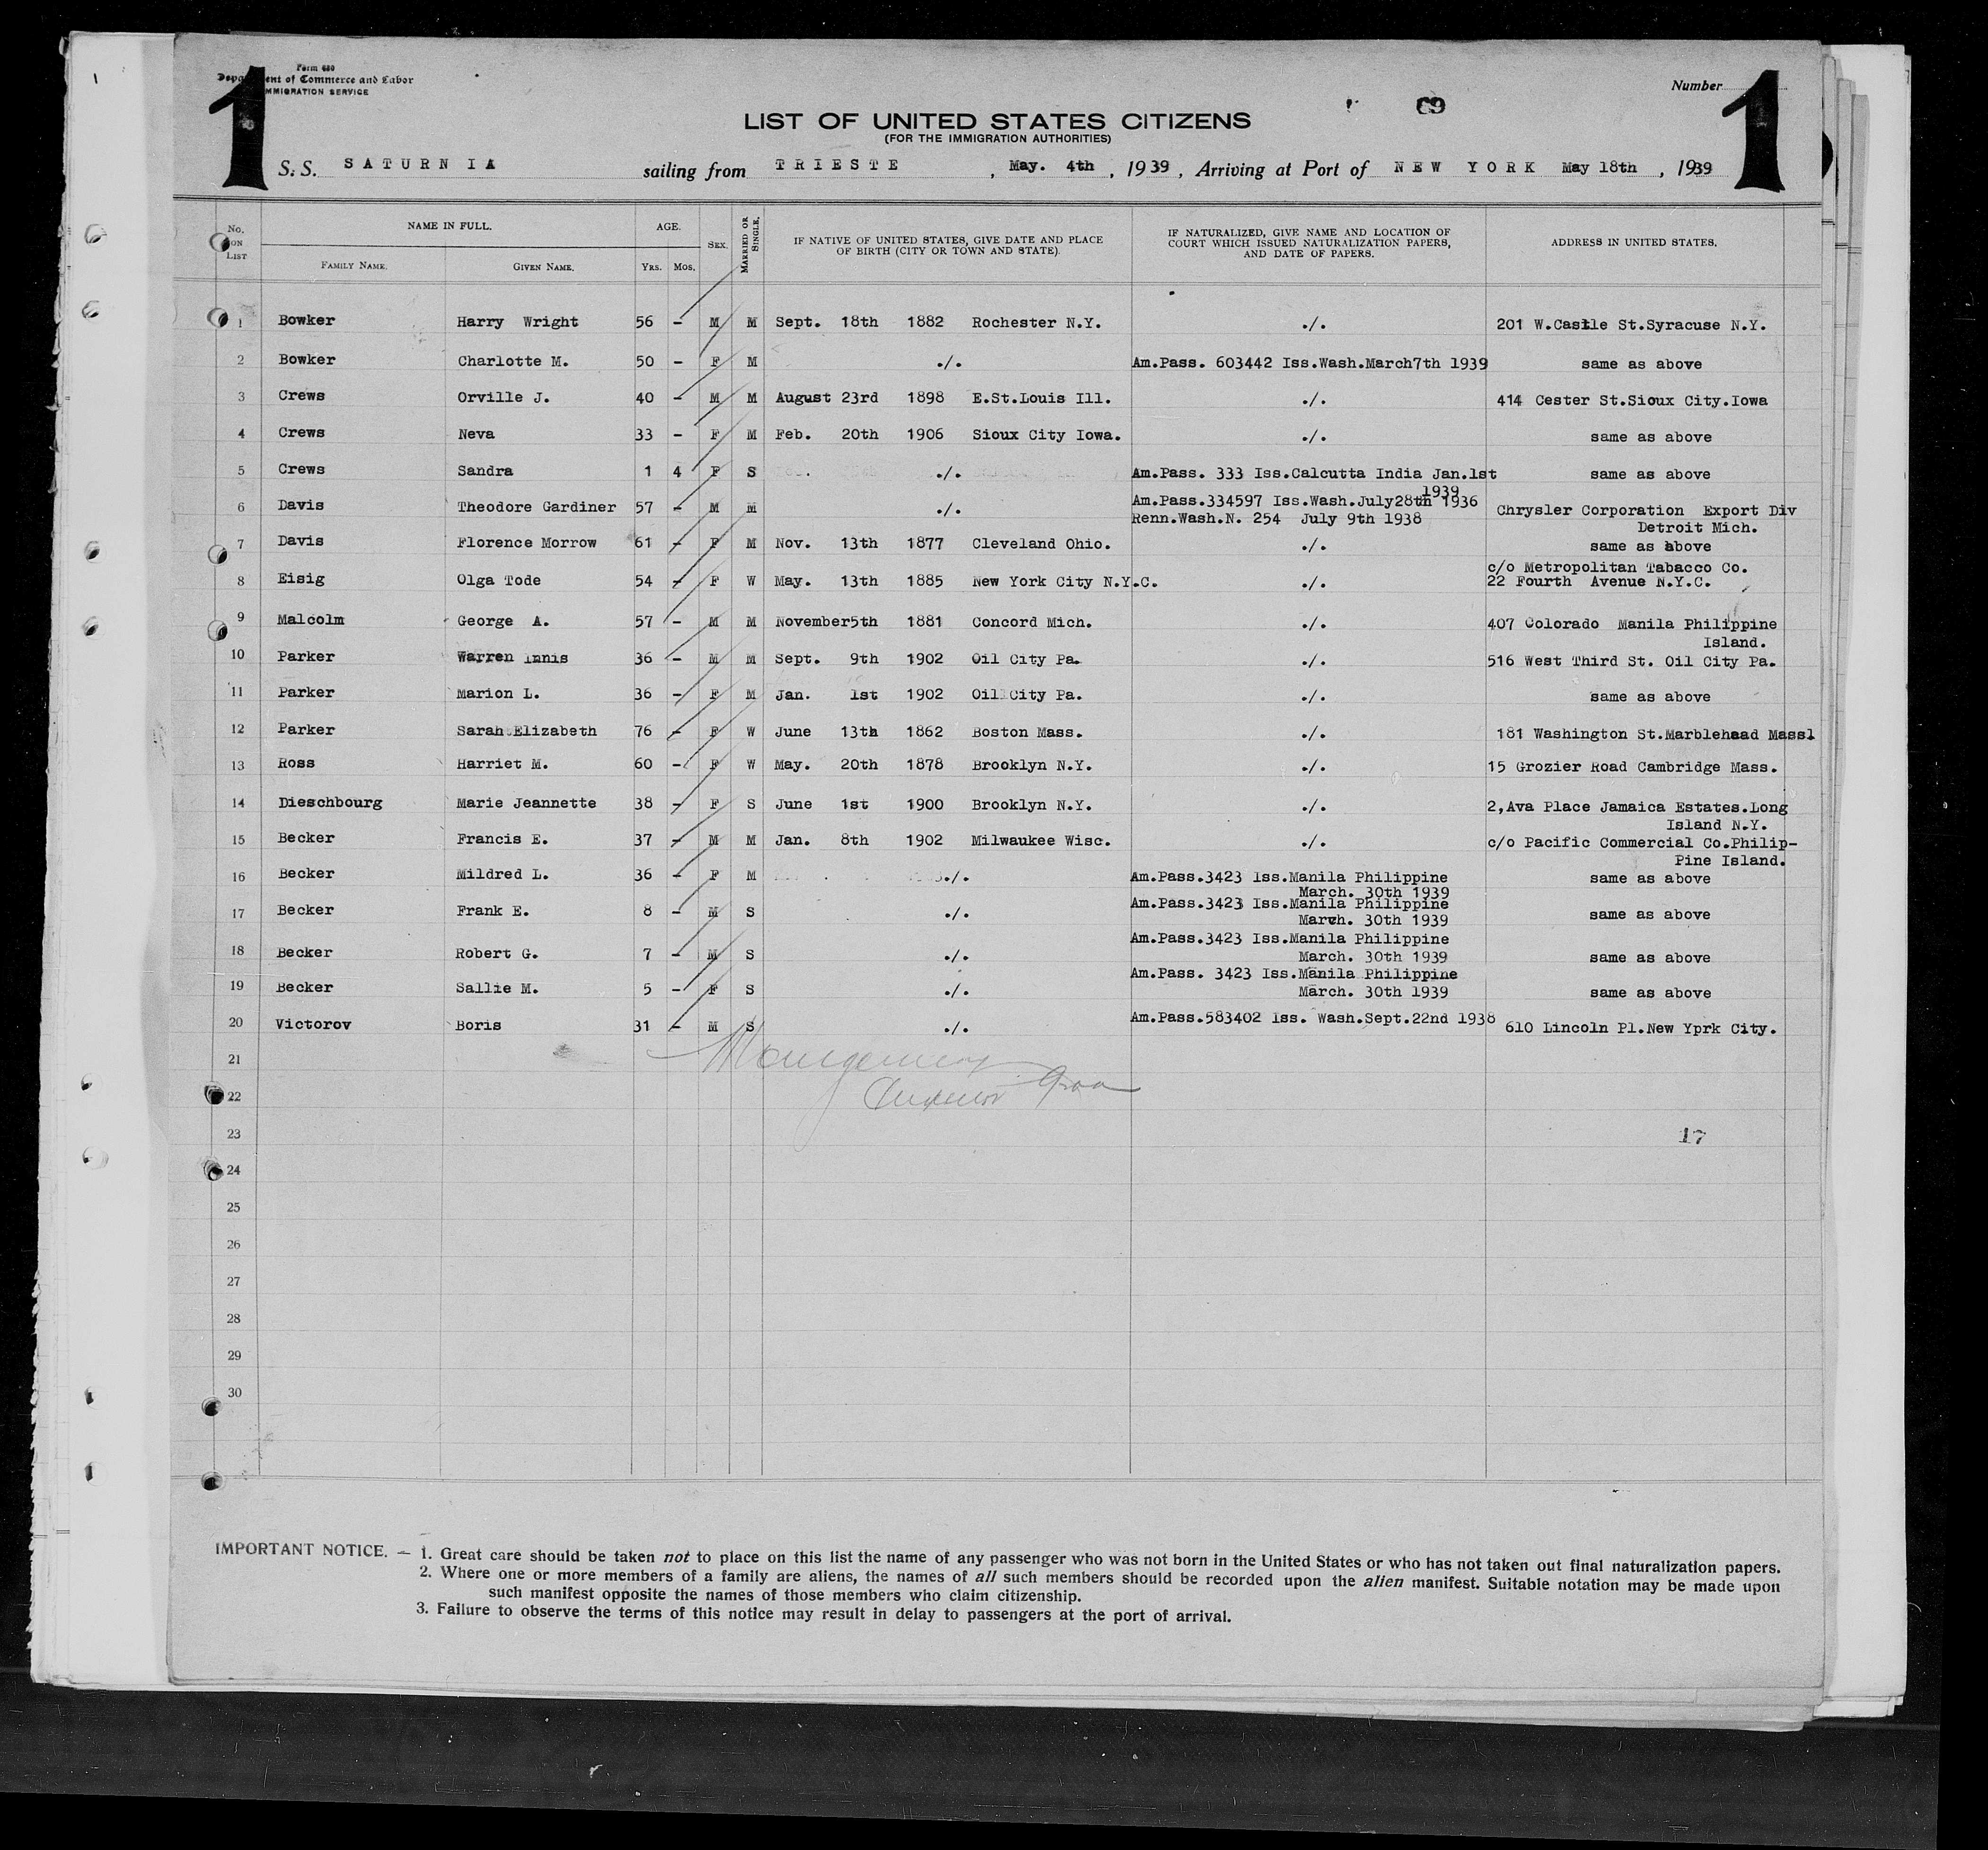 Form 630
Department of Commerce and Labor
IMMIGRATION SERVICE
1
Number
1
69
LIST OF UNITED STATES CITIZENS
(FOR THE IMMIGRATION AUTHORITIES)
S.S. SATURNIA sailing from TRIESTE, May. 4th, 1939, Arriving at Port of NEW YORK May 18th, 1939
No. on List
NAME IN FULL.
FAMILY NAME. GIVEN NAME.
AGE.
YRS. MOS.
SEX.
MARRIED OR SINGLE.
IF NATIVE OF UNITED STATES, GIVE DATE AND PLACE OF BIRTH (CITY OR TOWN AND STATE).
IF NATURALIZED, GIVE NAME AND LOCATION OF COURT WHICH ISSUED NATURALIZATION PAPERS, AND DATE OF PAPERS.
ADDRESS IN UNITED STATES.
1 Bowker Harry Wright 56 - M M Sept. 18th 1882 Rochester N.Y. ./. 201 W.Castle St.Syracuse N.Y.
2 Bowker Charlotte M. 50 - F M ./. Am.Pass. 603442 Iss.Wash.March7th 1939 same as above
3 Crews Orville J. 40 - M M August 23rd 1898 E.St.Louis Ill. ./. 414 Cester St.Sioux City.Iowa
4 Crews Neva 33 - F M Feb. 20th 1906 Sioux City Iowa. ./. same as above
5 Crews Sandra 1 4 F S ./. Am.Pass. 333 Iss.Calcutta India Jan.1st 1939 same as above
6 Davis Theodore Gardiner 57 - M M ./. Am.Pass.334597 Iss.Wash.July28th 1936 Renn.Wash.N. 254 July 9th 1938 Chrysler Corporation Export Div Detroit Mich.
7 Davis Florence Morrow 61 - F M Nov. 13th 1877 Cleveland Ohio. ./. same as above
8 Eisig Olga Tode 54 - F W May. 13th 1885 New York City N.Y.C. ./. c/o Metropolitan Tabacco Co. 22 Fourth Avenue N.Y.C.
9 Malcolm George A. 57 - M M November5th 1881 Concord Mich. ./. 407 Colorado Manila Philippine Island.
10 Parker Warren Innis 36 - M M Sept. 9th 1902 Oil City Pa. ./. 516 West Third St. Oil City Pa.
11 Parker Marion L. 36 - F M Jan. 1st 1902 Oil City Pa. ./. same as above
12 Parker Sarah Elizabeth 76 - F W June 13th 1862 Boston Mass. ./. 181 Washington St.Marblehead Massl
13 Ross Harriet M. 60 - F W May. 20th 1878 Brooklyn N.Y. ./. 15 Grozier Road Cambridge Mass.
14 Dieschbourg Marie Jeannette 38 - F S June 1st 1900 Brooklyn N.Y. ./. 2,Ava Place Jamaica Estates.Long Island N.Y.
15 Becker Francis E. 37 - M M Jan. 8th 1902 Milwaukee Wisc. ./. c/o Pacific Commercial Co.Philip-Pine Island.
16 Becker Mildred L. 36 - F M ./. Am.Pass.3423 Iss.Manila Philippine March. 30th 1939 same as above
17 Becker Frank E. 8 - M S ./. Am.Pass.3423 Iss.Manila Philippine March. 30th 1939 same as above
18 Becker Robert G. 7 - M S ./. Am.Pass.3423 Iss.Manila Philippine March. 30th 1939 same as above
19 Becker Sallie M. 5 - F S ./. Am.Pass. 3423 Iss.Manila Philippine March. 30th 1939 same as above
20 Victorov Boris 31 - M S ./. Am.Pass.583402 Iss. Wash.Sept.22nd 1938 610 Lincoln Pl.New Yprk City.
21
22
23
17
24
25
26
27
28
29
30
IMPORTANT NOTICE. — 1. Great care should be taken not to place on this list the name of any passenger who was not born in the United States or who has not taken out final naturalization papers.
2. Where one or more members of a family are aliens, the names of all such members should be recorded upon the alien manifest. Suitable notation may be made upon
such manifest opposite the names of those members who claim citizenship.
3. Failure to observe the terms of this notice may result in delay to passengers at the port of arrival.